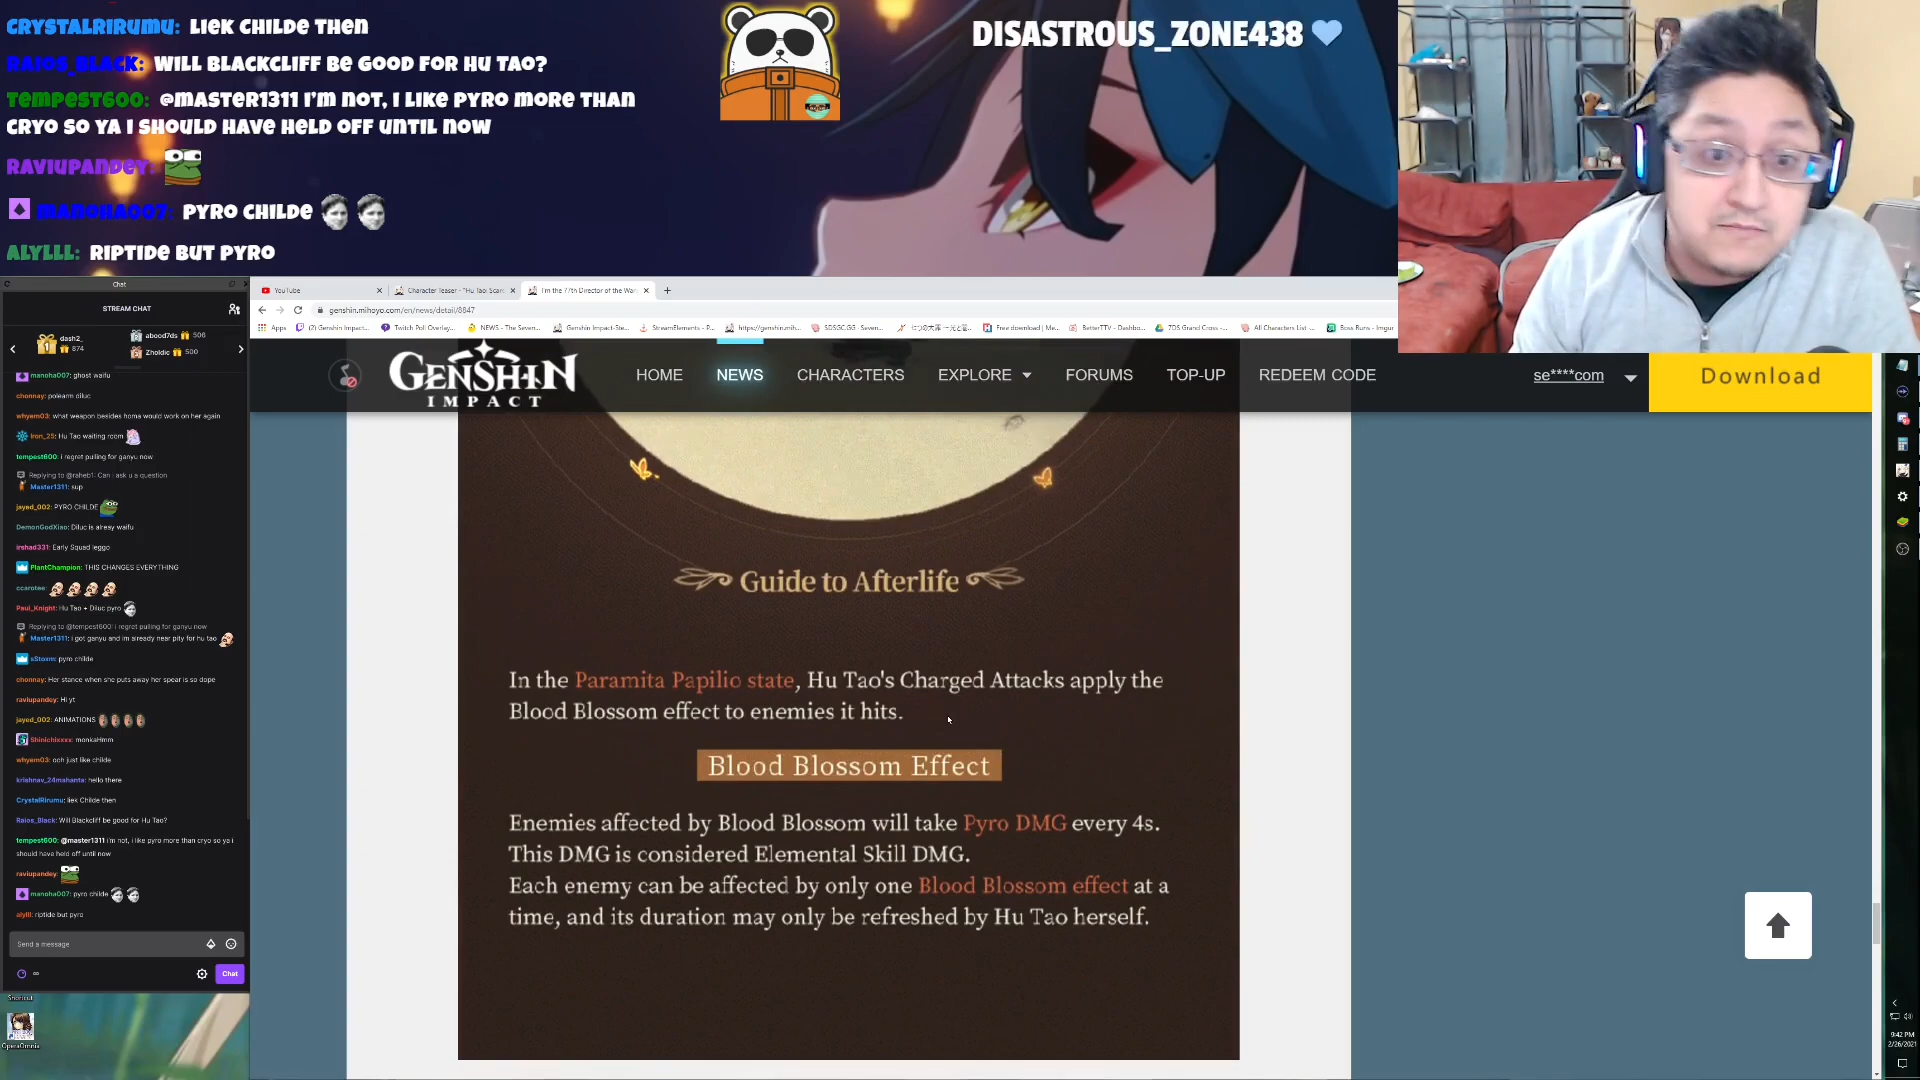 CRYSTALRIRUMU: LIEK CHILDE THEN
RAIOS_BLACK: WILL BLACKCLIFF BE GOOD FOR HU TAO?
TEMPEST600: @MASTER1311 I'M NOT, I LIKE PYRO MORE THAN
CRYO SO YA I SHOULD HAVE HELD OFF UNTIL NOW
RAVIUPANDEY:
MANOHA007: PYRO CHILDE
ALYLLL: RIPTIDE BUT PYRO
DISASTROUS_ZONE438
Chat
STREAM CHAT
dash2_
874
abood7ds 506
Zholdic 500
manoha007: ghost waifu
chonnay: polearm diluc
whyem03: what weapon besides homa would work on her again
Iron_25: Hu Tao waiting room
tempest600: i regret pulling for ganyu now
Replying to @raheb1: Can i ask u a question
Master1311: sup
jayed_002: PYRO CHILDE
DemonGodXiao: Diluc is alreay waifu
irshad331: Early Squad leggo
PlantChampion: THIS CHANGES EVERYTHING
ccarotee:
Paul_Knight: Hu Tao + Diluc pyro
Replying to @tempest600: i regret pulling for ganyu now
Master1311: i got ganyu and im already near pity for hu tao
sStoxm: pyro childe
chonnay: Her stance when she puts away her spear is so dope
raviupandey: Hi yt
jayed_002: ANIMATIONS
Shinichixxxx: monkaHmm
whyem03: ooh just like childe
krishnav_24mahanta: hello there
CrystalRirumu: liek Childe then
Raios_Black: Will Blackcliff be good for Hu Tao?
tempest600: @master1311 i'm not, i like pyro more than cryo so ya i
should have held off until now
raviupandey:
manoha007: pyro childe
alylll: riptide but pyro
Send a message
Chat
Shortcut
OperaOmnia
YouTube
Character Teaser - "Hu Tao: Scar
I'm the 77th Director of the Wan
genshin.mihoyo.com/en/news/detail/8847
Apps
(2) Genshin Impact...
Twitch Poll Overlay...
NEWS - The Seven...
Genshin Impact-Ste...
StreamElements - P...
https://genshin.mih...
SDSGC.GG - Seven...
Free download | Me...
BetterTTV - Dashbo...
7DS Grand Cross -...
All Characters List -...
Boss Runs - Imgur
GENSHIN
IMPACT
HOME
NEWS
CHARACTERS
EXPLORE
FORUMS
TOP-UP
REDEEM CODE
se****com
Download
Guide to Afterlife
In the Paramita Papilio state, Hu Tao's Charged Attacks apply the
Blood Blossom effect to enemies it hits.
Blood Blossom Effect
Enemies affected by Blood Blossom will take Pyro DMG every 4s.
This DMG is considered Elemental Skill DMG.
Each enemy can be affected by only one Blood Blossom effect at a
time, and its duration may only be refreshed by Hu Tao herself.
9:42 PM
2/26/2021